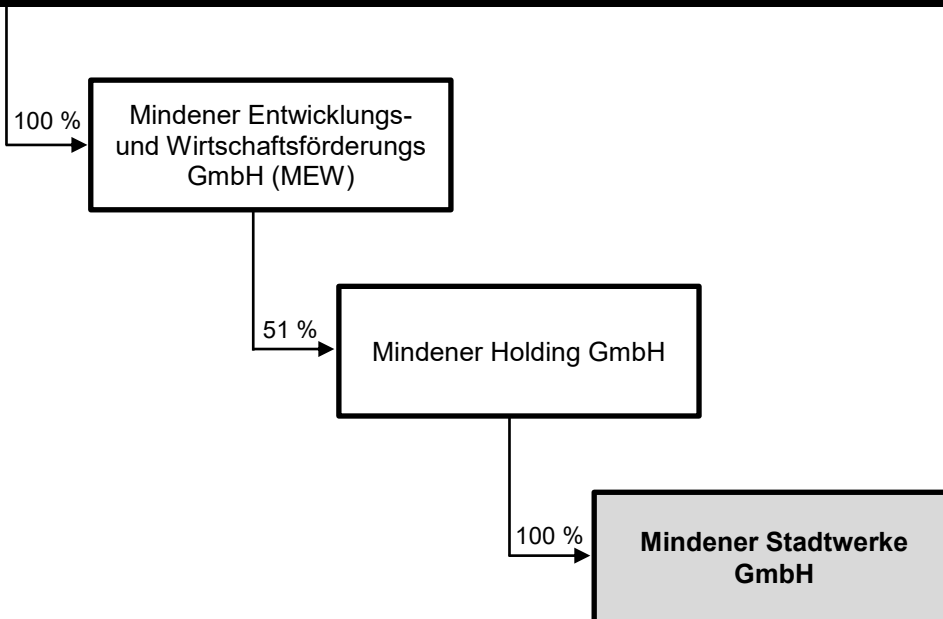 100 %
Mindener Entwicklungs-
und Wirtschaftsförderungs
GmbH (MEW)
51 %
Mindener Holding GmbH
100 %
Mindener Stadtwerke
GmbH